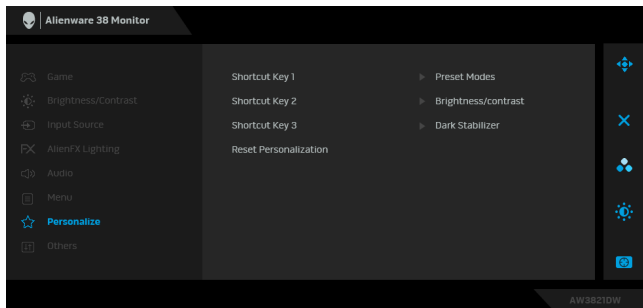 Alienware 38 Monitor
Game
Brightness/Contrast
Input Source
FX AlienFX Lighting
Audio
Menu
Personalize
Others
Shortcut Key 1 Preset Modes
Shortcut Key 2 Brightness/contrast
Shortcut Key 3 Dark Stabilizer
Reset Personalization
AW3821DW